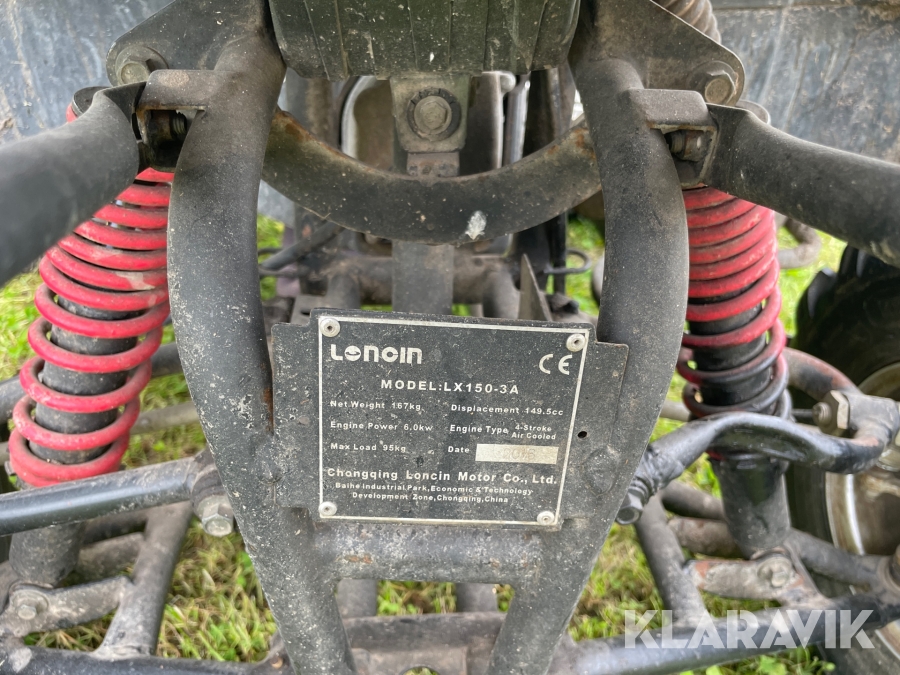 LONCIN
CE
MODEL:LX150-3A
Net.Weight 167kg Displacement 149.5cc
Engine Power 6.0kw Engine Type 4-Stroke Air Cooled
Max Load 95kg Date
Chongqing Loncin Motor Co., Ltd.
Baihe Industrial Park, Economic & Technology
Development Zone, Chongqing, China
KLARAVIK